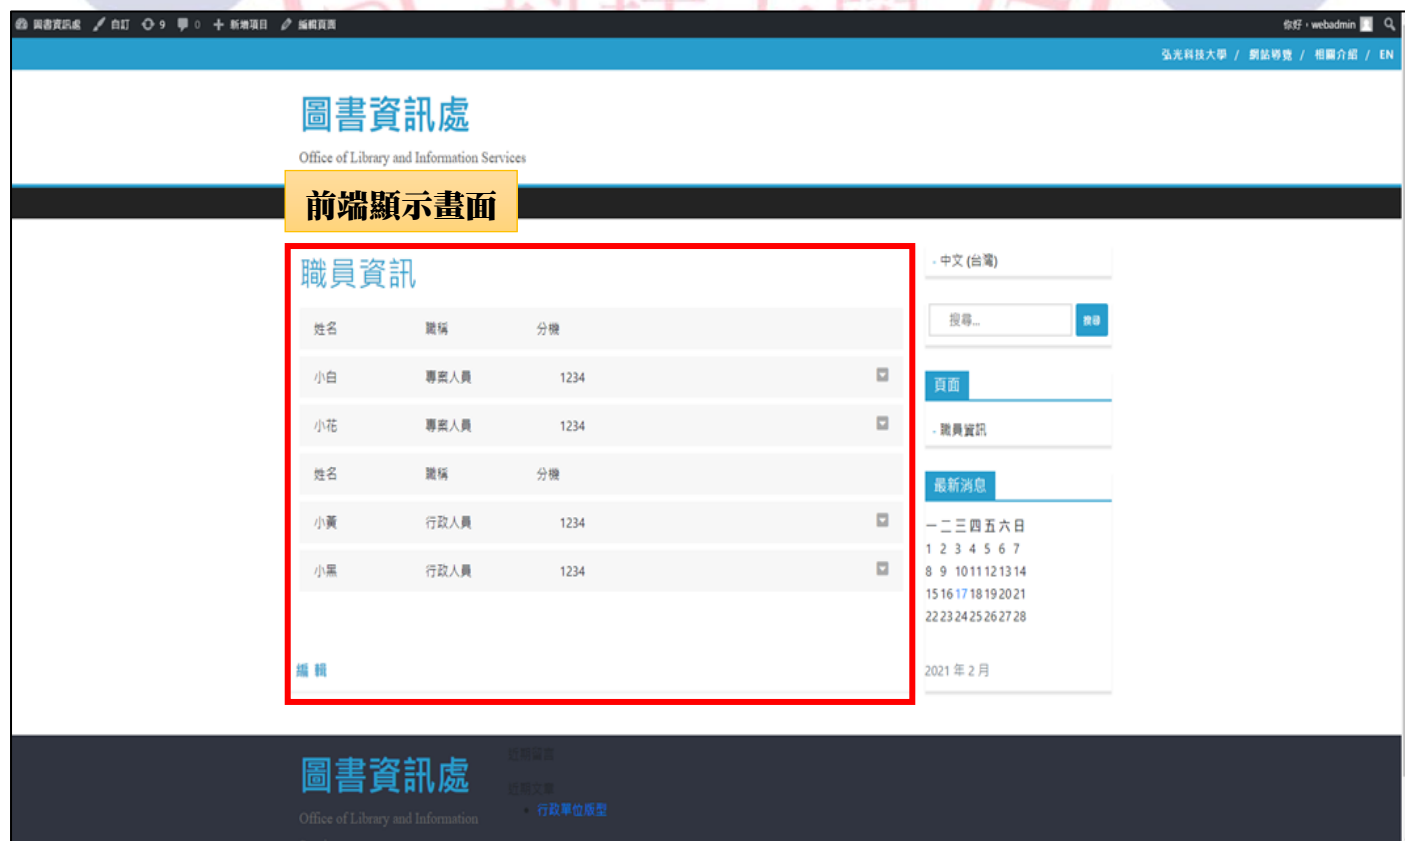 圖書資訊處 自訂 9 0 新增項目 編輯頁面 你好,webadmin
弘光科技大學 / 網站導覽 / 相關介紹 / EN
圖書資訊處
Office of Library and Information Services
前端顯示畫面
職員資訊
姓名 職稱 分機
小白 專案人員 1234
小花 專案人員 1234
姓名 職稱 分機
小黃 行政人員 1234
小黑 行政人員 1234
編輯
- 中文 (台灣)
搜尋... 搜尋
頁面
- 職員資訊
最新消息
一 二 三 四 五 六 日
1 2 3 4 5 6 7
8 9 10 11 12 13 14
15 16 17 18 19 20 21
22 23 24 25 26 27 28
2021 年 2 月
圖書資訊處
Office of Library and Information
近期留言
近期文章
行政單位版型